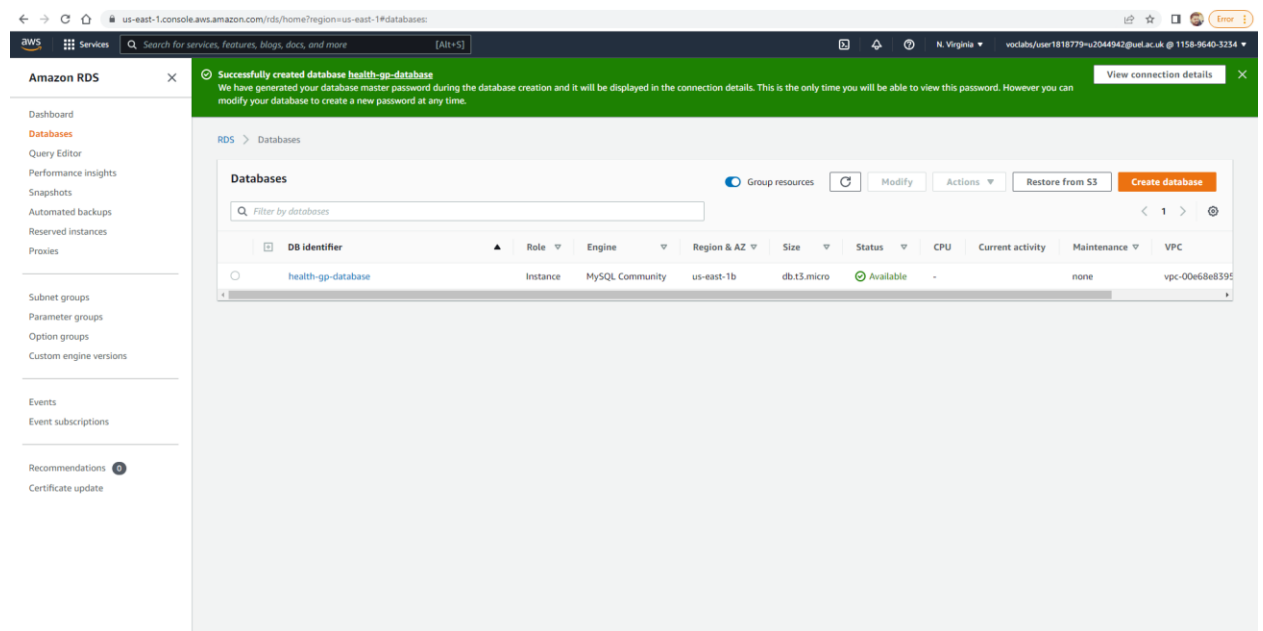 us-east-1.console.aws.amazon.com/rds/home?region=us-east-1#databases:
Error
aws
Services
Search for services, features, blogs, docs, and more
[Alt+S]
N. Virginia
voclabs/user1818779=u2044942@uel.ac.uk @ 1158-9640-3234
Amazon RDS
Dashboard
Databases
Query Editor
Performance insights
Snapshots
Automated backups
Reserved instances
Proxies
Subnet groups
Parameter groups
Option groups
Custom engine versions
Events
Event subscriptions
Recommendations 0
Certificate update
Successfully created database health-gp-database
We have generated your database master password during the database creation and it will be displayed in the connection details. This is the only time you will be able to view this password. However you can
modify your database to create a new password at any time.
View connection details
RDS > Databases
Databases
Group resources
Modify
Actions
Restore from S3
Create database
Filter by databases
1
DB identifier Role Engine Region & AZ Size Status CPU Current activity Maintenance VPC
health-gp-database Instance MySQL Community us-east-1b db.t3.micro Available - none vpc-00e68e8395